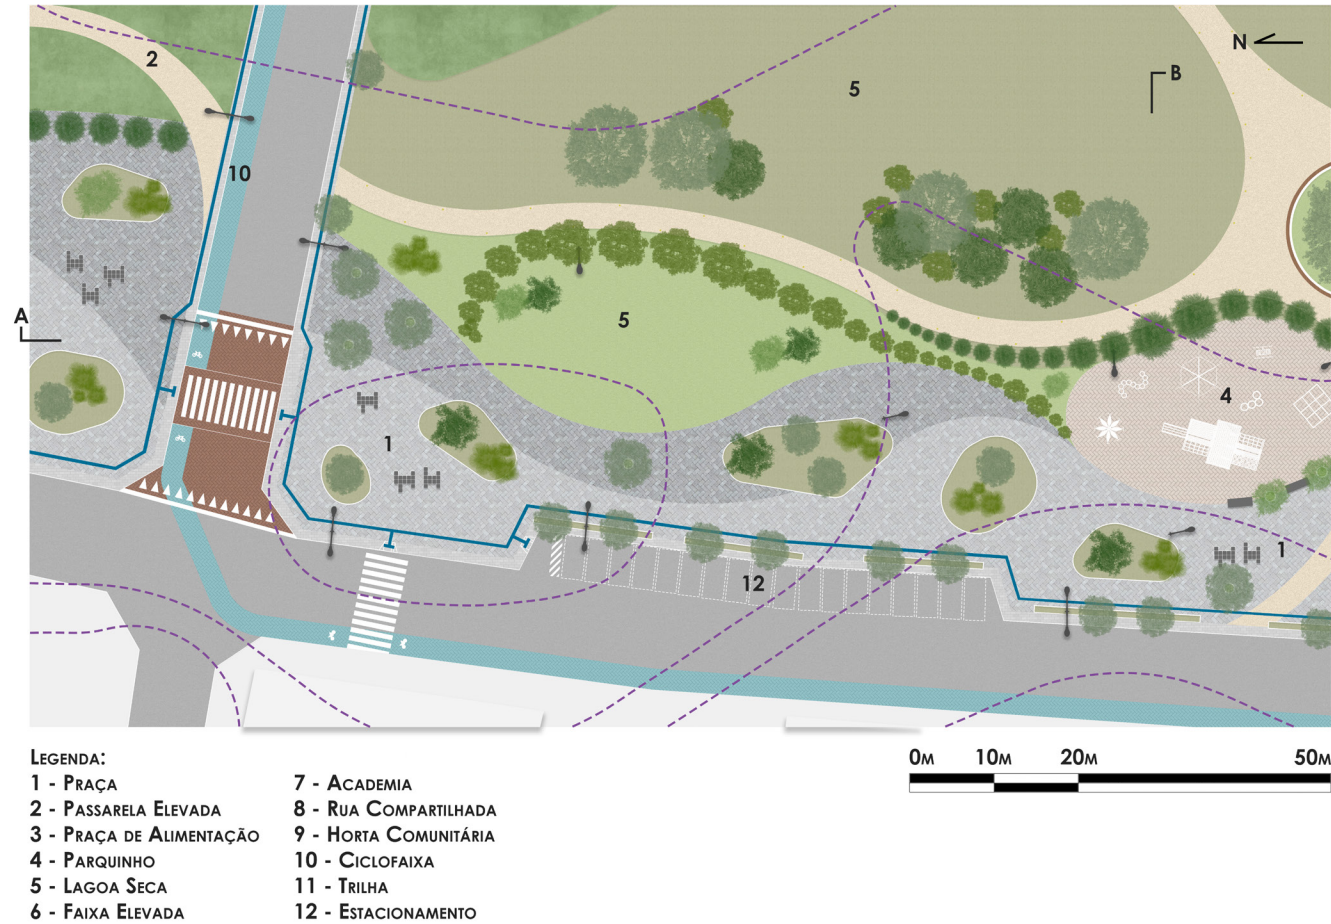 2
N
B
5
10
A
5
4
1
1
12
Legenda:
1 - Praça
2 - Passarela Elevada
3 - Praça de Alimentação
4 - Parquinho
5 - Lagoa Seca
6 - Faixa Elevada
7 - Academia
8 - Rua Compartilhada
9 - Horta Comunitária
10 - Ciclofaixa
11 - Trilha
12 - Estacionamento
0m 10m 20m 50m